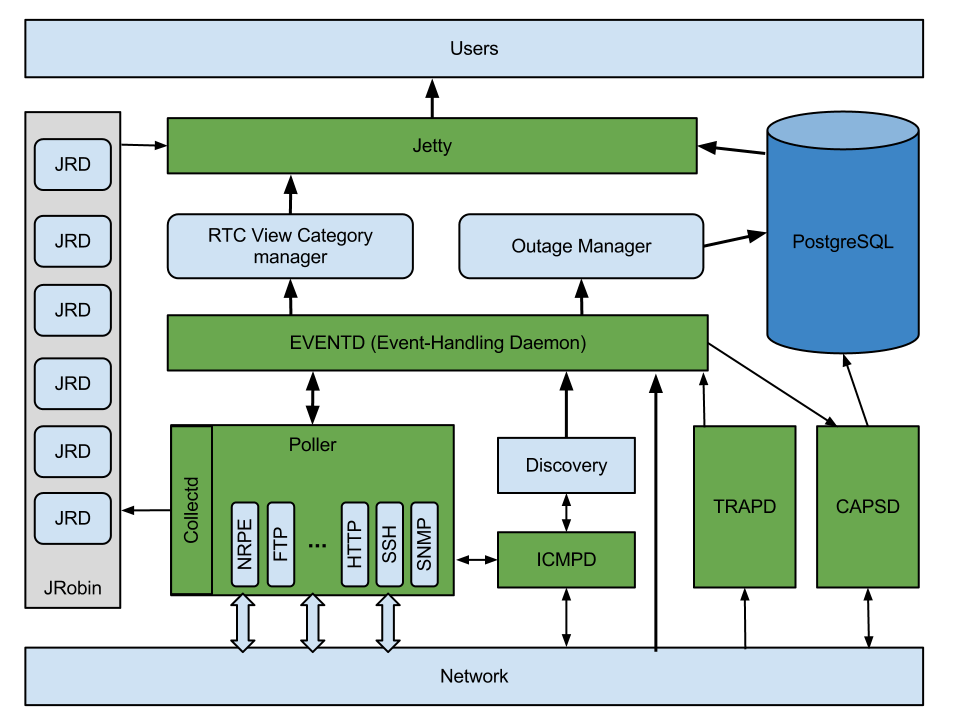 Users
Jetty
JRD
JRD
JRD
JRD
JRD
JRD
JRobin
RTC View Category
manager
Outage Manager
PostgreSQL
EVENTD (Event-Handling Daemon)
Poller
Collectd
NRPE
FTP
...
HTTP
SSH
SNMP
Discovery
ICMPD
TRAPD
CAPSD
Network